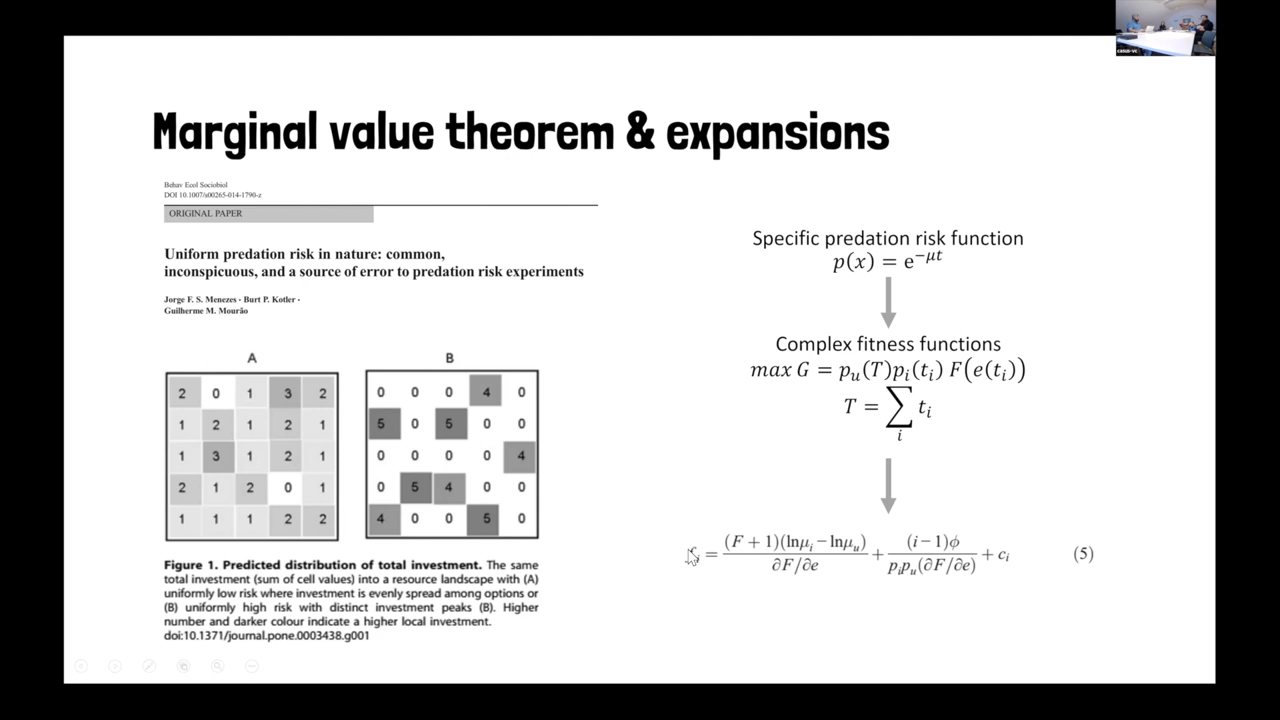 Marginal value theorem & expansions
Behav Ecol Sociobiol
DOI 10.1007/s00265-014-1790-z
ORIGINAL PAPER
Uniform predation risk in nature: common,
inconspicuous, and a source of error to predation risk experiments
Jorge F. S. Menezes · Burt P. Kotler ·
Guilherme M. Mourão
A
2 0 1 3 2
1 2 1 2 1
1 3 1 2 1
2 1 2 0 1
1 1 1 2 2
B
0 0 0 4 0
5 0 5 0 0
0 0 0 0 4
0 5 4 0 0
4 0 0 5 0
Figure 1. Predicted distribution of total investment. The same
total investment (sum of cell values) into a resource landscape with (A)
uniformly low risk where investment is evenly spread among options or
(B) uniformly high risk with distinct investment peaks (B). Higher
number and darker colour indicate a higher local investment.
doi:10.1371/journal.pone.0003438.g001
Specific predation risk function
p(x) = e^{−μt}
Complex fitness functions
max G = p_u(T)p_i(t_i) F(e(t_i))
T = ∑_i t_i
= (F + 1)(lnμ_i − lnμ_u) / ∂F/∂e + (i − 1)ϕ / p_i p_u(∂F/∂e) + c_i (5)